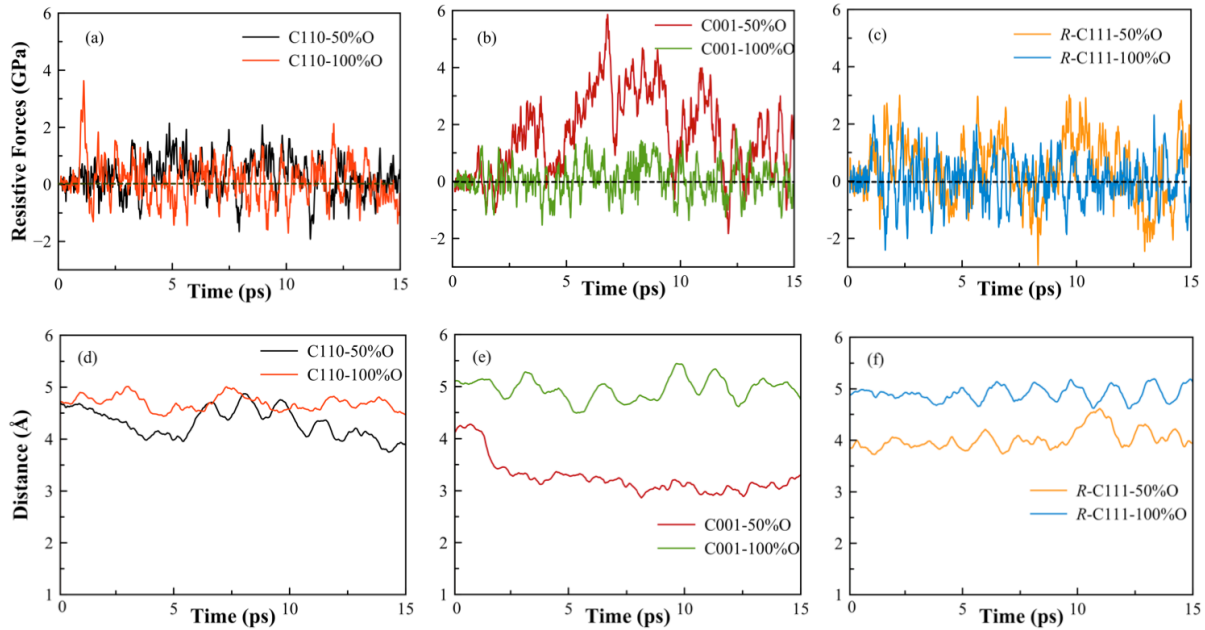 (a)
C110-50%O
C110-100%O
Resistive Forces (GPa)
6
4
2
0
−2
0
5
10
15
Time (ps)
(b)
C001-50%O
C001-100%O
6
4
2
0
-2
0
5
10
15
Time (ps)
(c)
R-C111-50%O
R-C111-100%O
6
4
2
0
-2
0
5
10
15
Time (ps)
(d)
C110-50%O
C110-100%O
Distance (Å)
6
5
4
3
2
1
0
5
10
15
Time (ps)
(e)
6
5
4
3
2
1
C001-50%O
C001-100%O
0
5
10
15
Time (ps)
(f)
6
5
4
3
2
1
R-C111-50%O
R-C111-100%O
0
5
10
15
Time (ps)